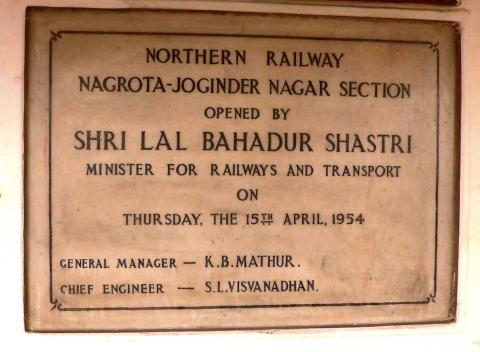 NORTHERN RAILWAY
NAGROTA-JOGINDER NAGAR SECTION
OPENED BY
SHRI LAL BAHADUR SHASTRI
MINISTER FOR RAILWAYS AND TRANSPORT
ON
THURSDAY, THE 15TH APRIL, 1954
GENERAL MANAGER — K.B.MATHUR.
CHIEF ENGINEER — S.L.VISVANADHAN.